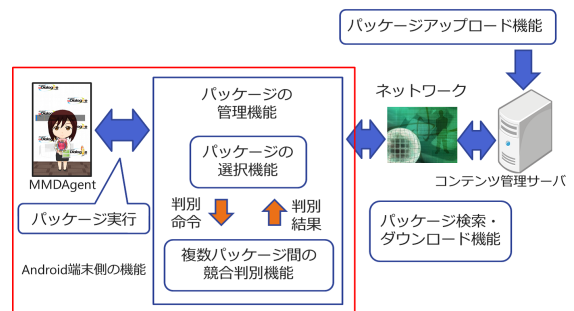 パッケージアップロード機能
パッケージの
管理機能
ネットワーク
パッケージの
選択機能
MMDAgent
コンテンツ管理サーバ
判別
命令
判別
結果
パッケージ実行
パッケージ検索・
ダウンロード機能
複数パッケージ間の
競合判別機能
Android端末側の機能